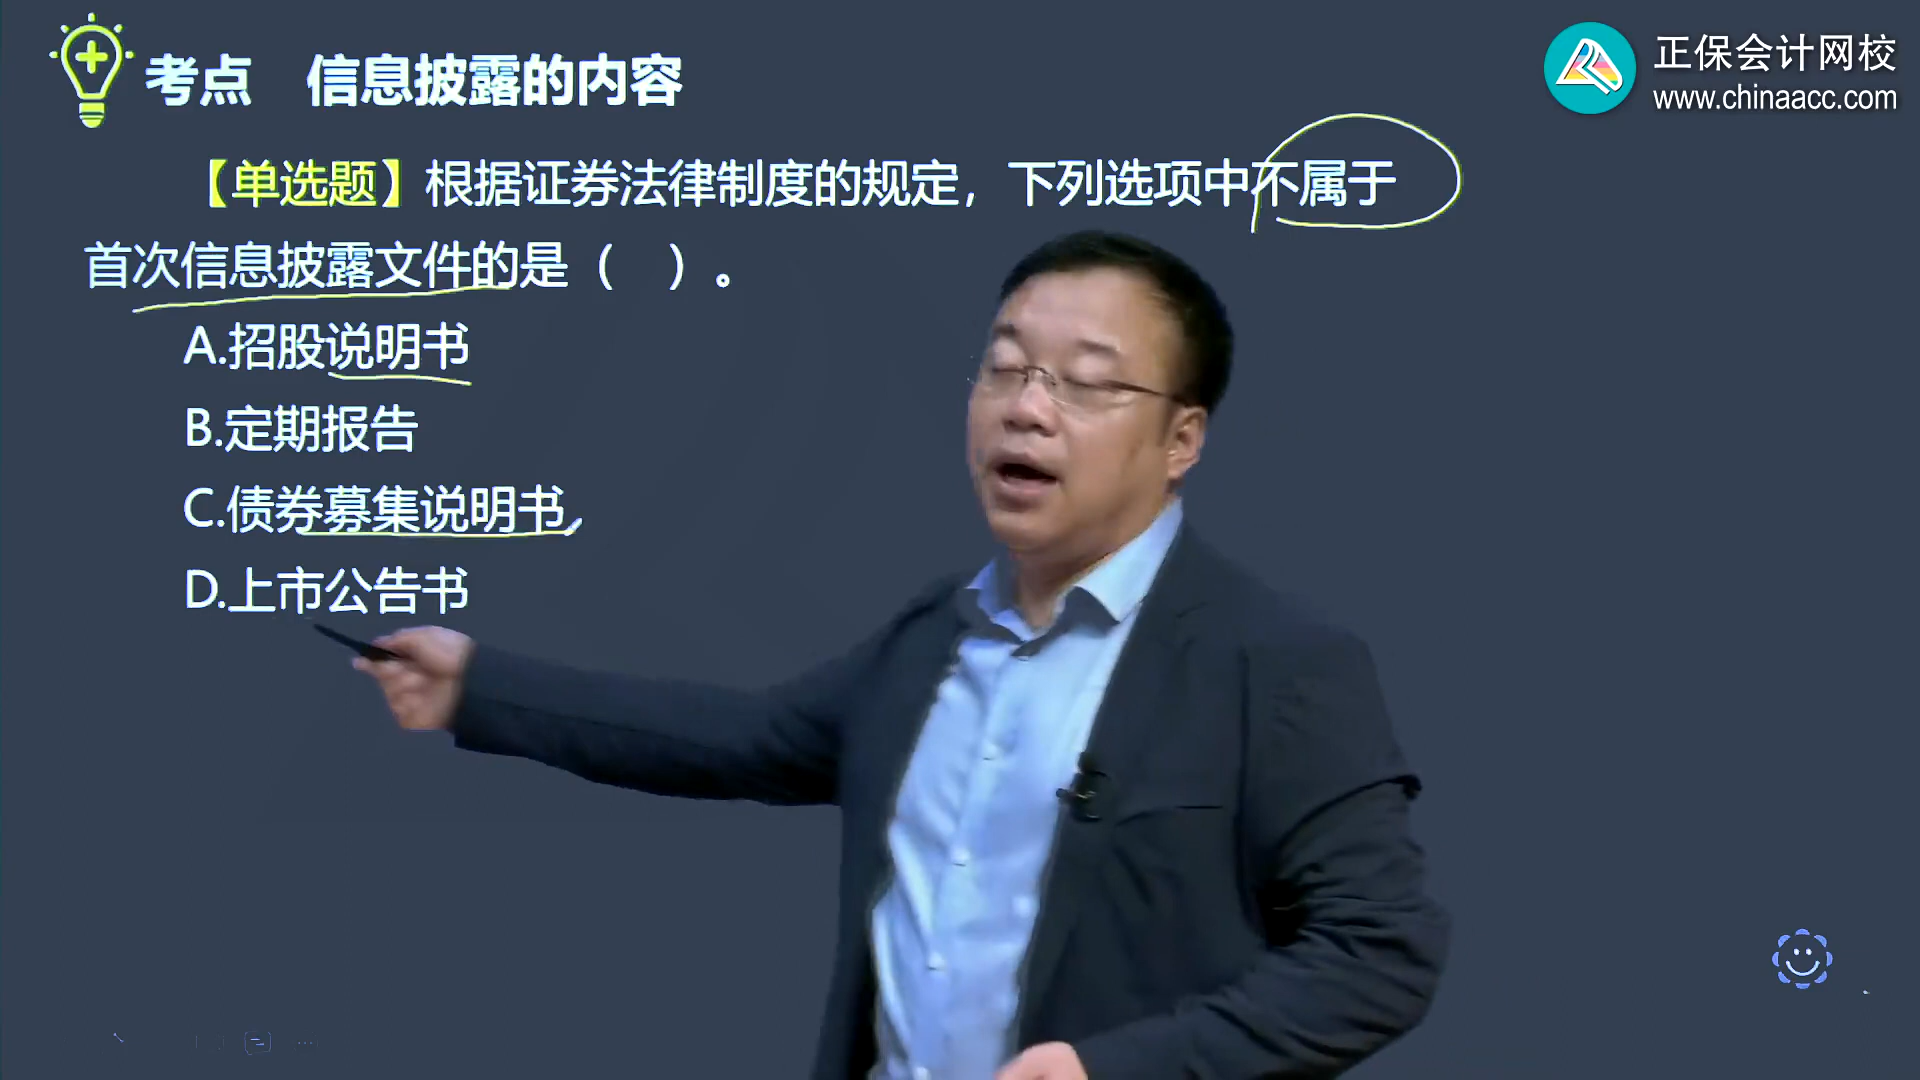 考点 信息披露的内容
正保会计网校
www.chinaacc.com
【单选题】根据证券法律制度的规定，下列选项中不属于
首次信息披露文件的是（ ）。
A.招股说明书
B.定期报告
C.债券募集说明书
D.上市公告书